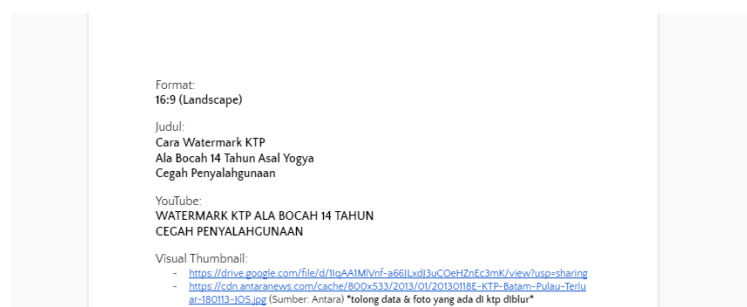 Format:
16:9 (Landscape)
Judul:
Cara Watermark KTP
Ala Bocah 14 Tahun Asal Yogya
Cegah Penyalahgunaan
YouTube:
WATERMARK KTP ALA BOCAH 14 TAHUN
CEGAH PENYALAHGUNAAN
Visual Thumbnail:
- https://drive.google.com/file/d/1IqAA1MlVnf-a66JLxdJ3uCOeHZnEc3mK/view?usp=sharing
- https://cdn.antaranews.com/cache/800x533/2013/01/20130118E-KTP-Batam-Pulau-Terlu
ar-180113-JOS.jpg (Sumber: Antara) *tolong data & foto yang ada di ktp diblur*